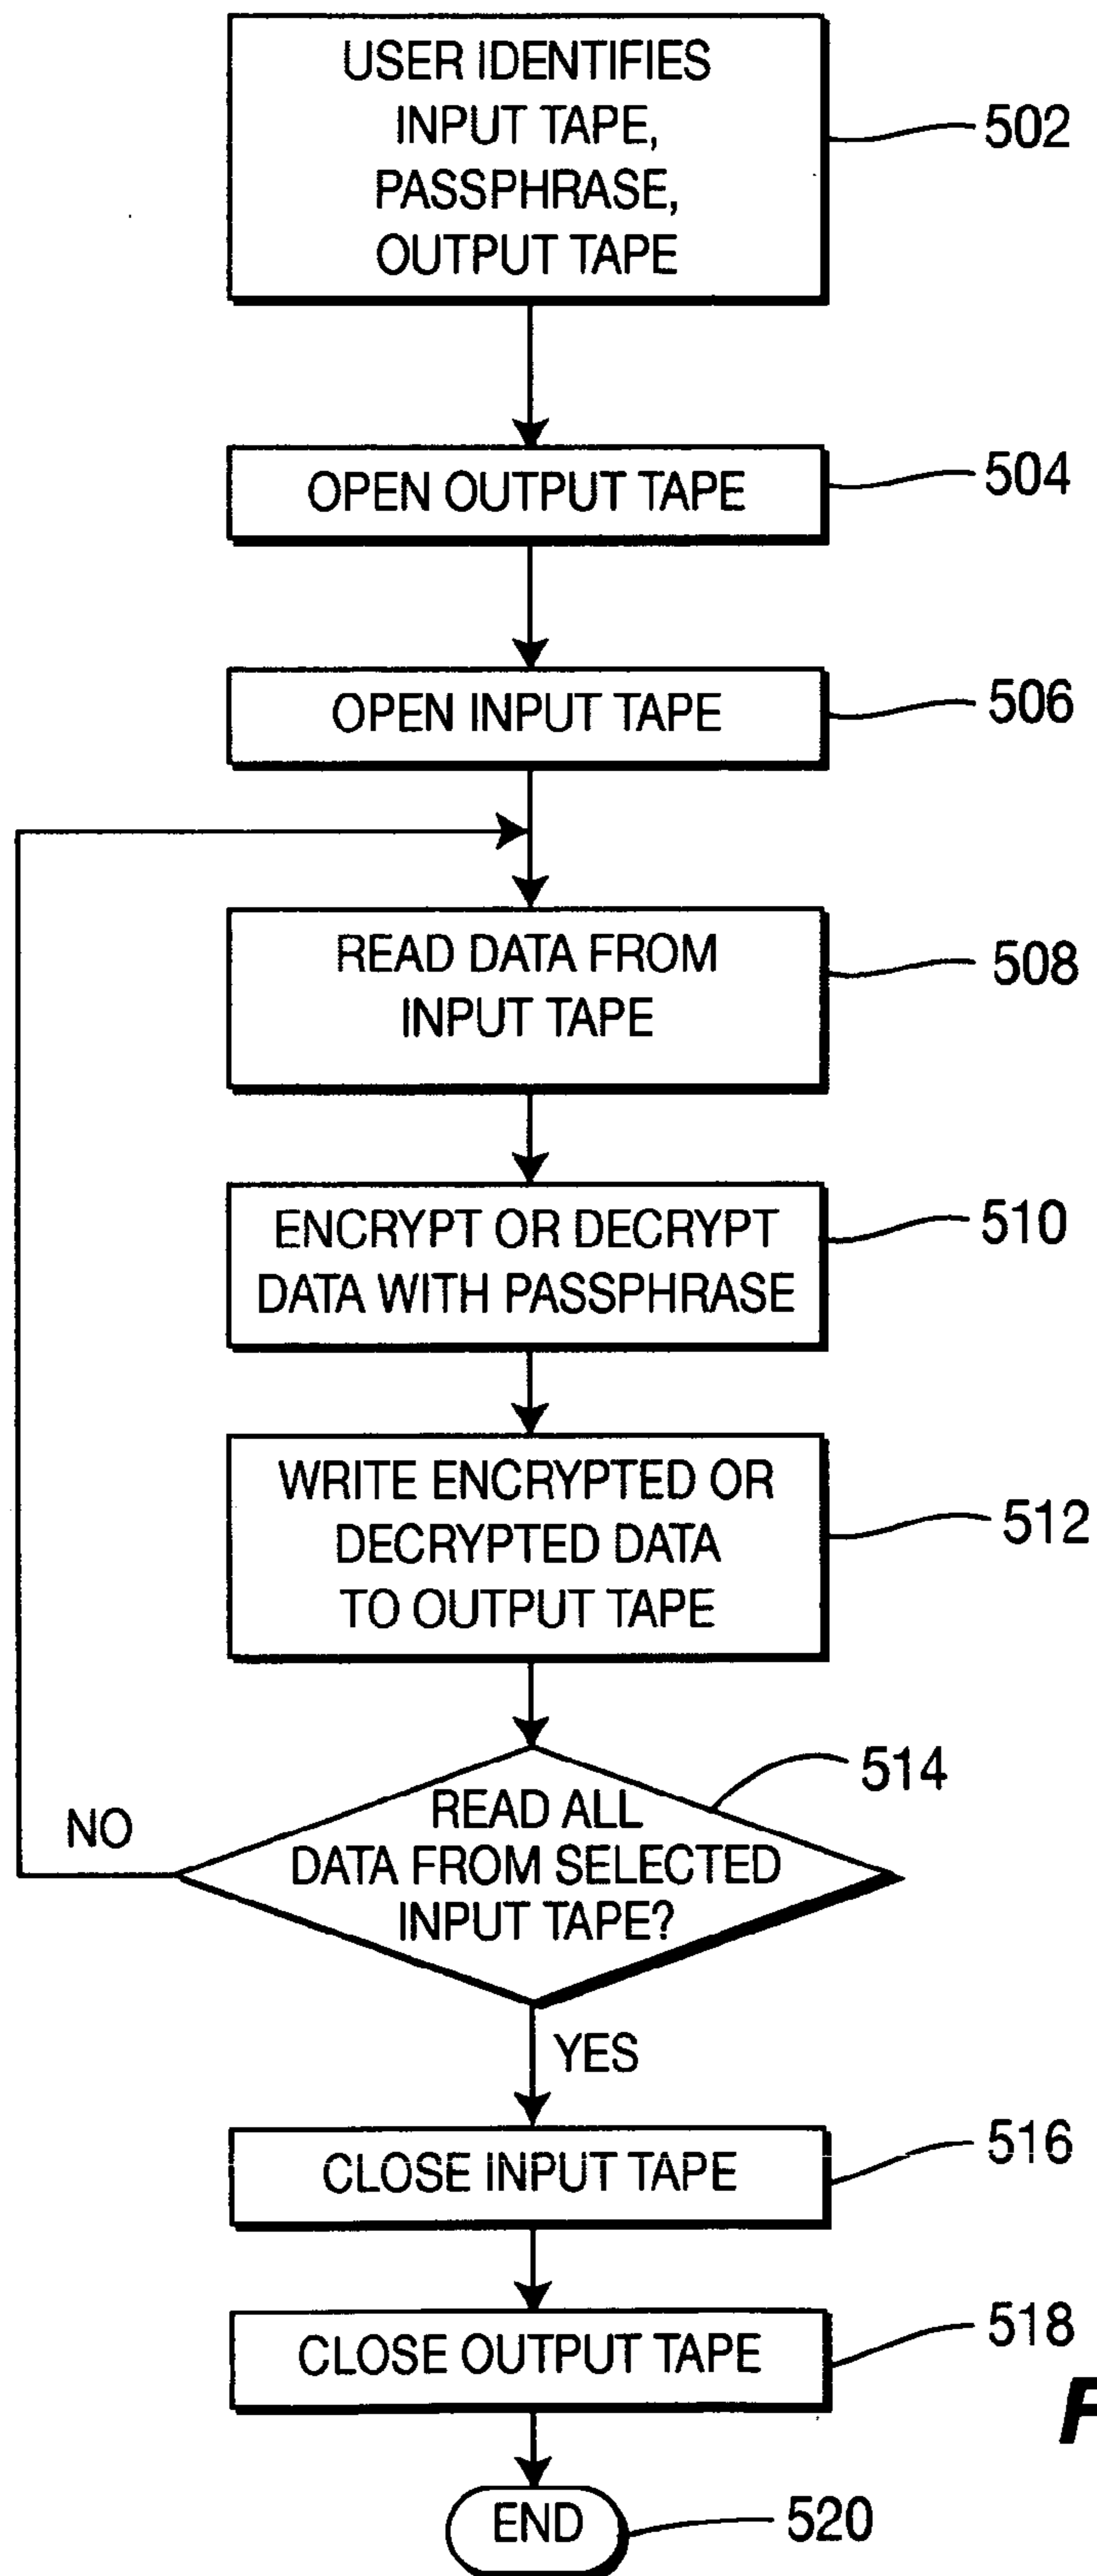 USER IDENTIFIES
INPUT TAPE,
PASSPHRASE,
OUTPUT TAPE
502
OPEN OUTPUT TAPE
504
OPEN INPUT TAPE
506
READ DATA FROM
INPUT TAPE
508
ENCRYPT OR DECRYPT
DATA WITH PASSPHRASE
510
WRITE ENCRYPTED OR
DECRYPTED DATA
TO OUTPUT TAPE
512
READ ALL
DATA FROM SELECTED
INPUT TAPE?
514
NO
YES
CLOSE INPUT TAPE
516
CLOSE OUTPUT TAPE
518
END
520